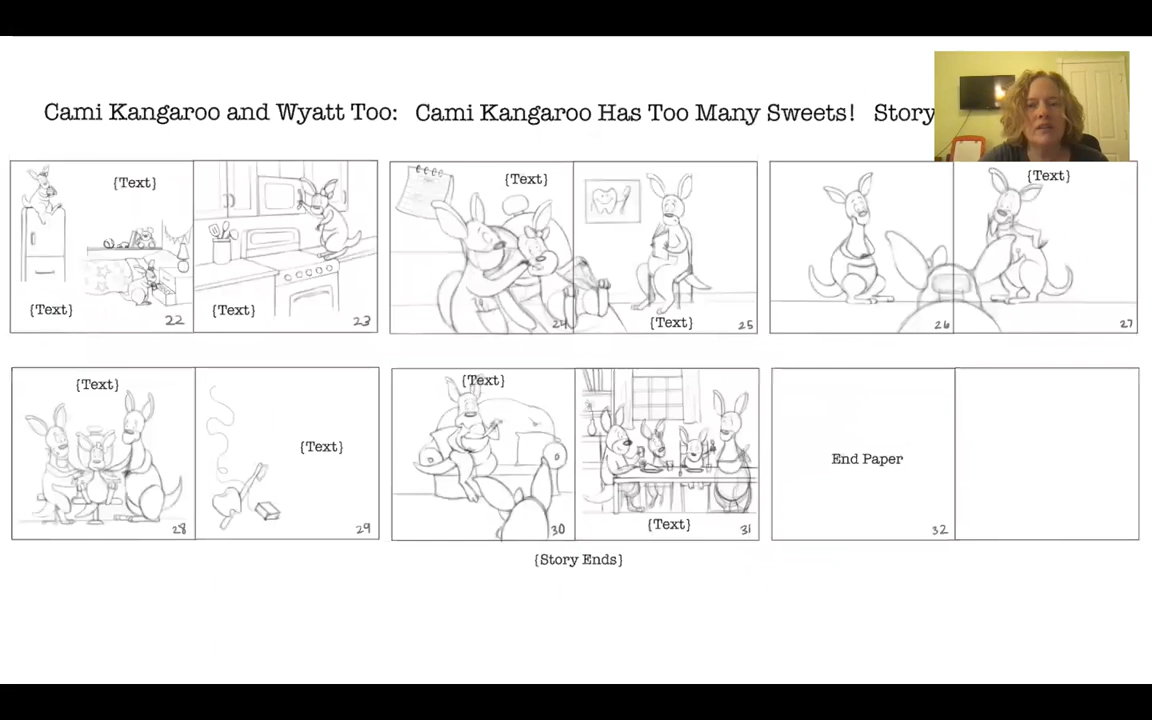 Cami Kangaroo and Wyatt Too: Cami Kangaroo Has Too Many Sweets! Story
{Text}
{Text}
22
{Text}
23
{Text}
24
{Text}
25
26
{Text}
27
{Text}
28
{Text}
29
{Text}
30
{Text}
31
End Paper
32
{Story Ends}